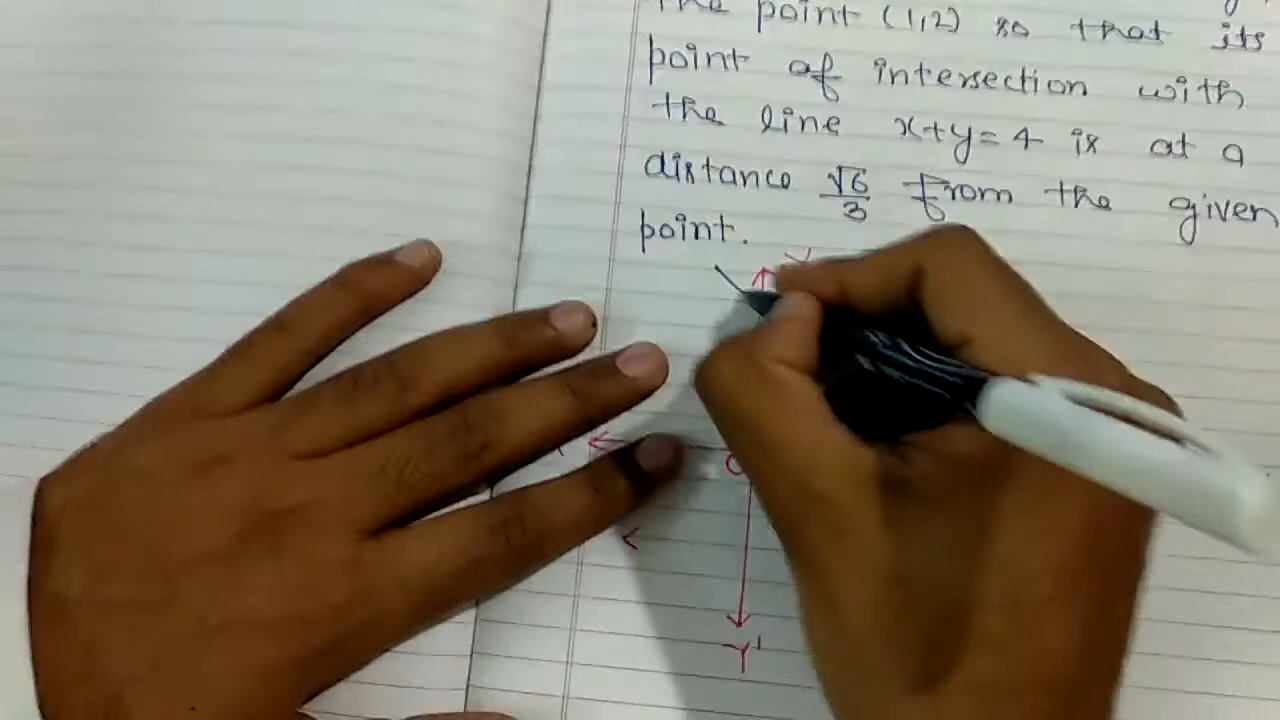 the point (1,2) so that its
point of intersection with
the line x+y=4 is at a
distance √6/3 from the given
point.
Y
O
Y'